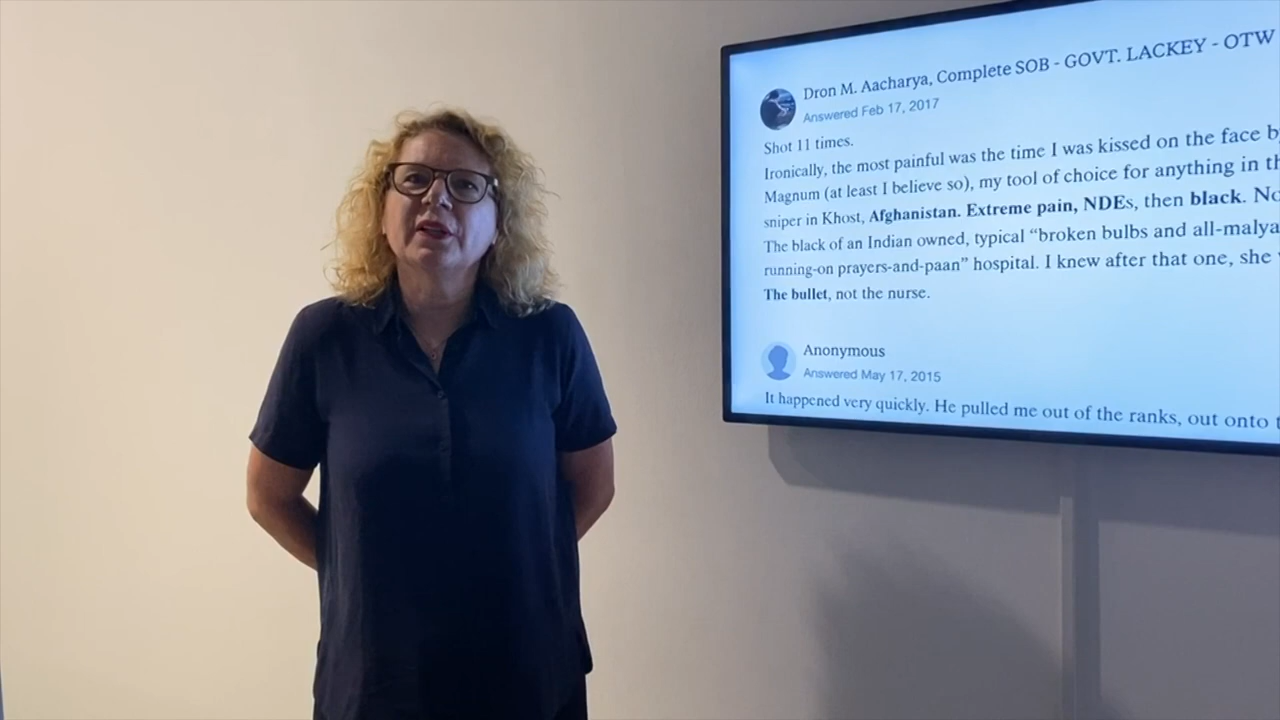 Dron M. Aacharya, Complete SOB - GOVT. LACKEY - OTW
Answered Feb 17, 2017
Shot 11 times.
Ironically, the most painful was the time I was kissed on the face
Magnum (at least I believe so), my tool of choice for anything in
sniper in Khost, Afghanistan. Extreme pain, NDEs, then black.
The black of an Indian owned, typical “broken bulbs and
running-on prayers-and-paan” hospital. I knew after that one, she
The bullet, not the nurse.
Anonymous
Answered May 17, 2015
It happened very quickly. He pulled me out of the ranks, out onto